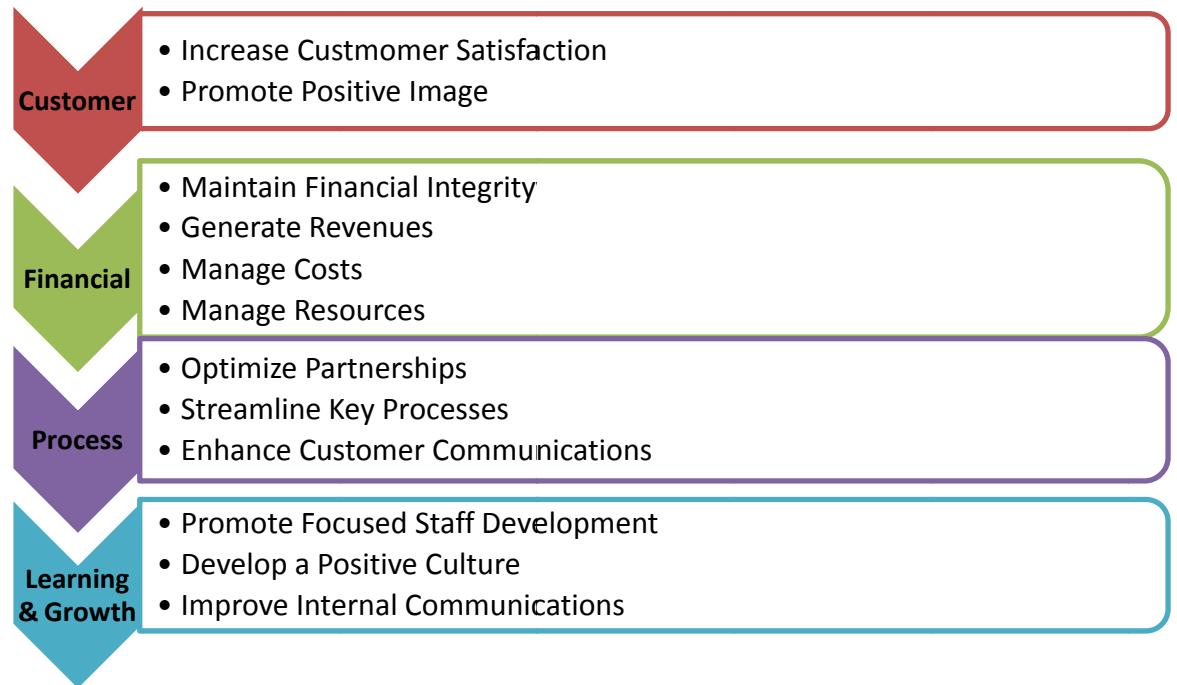 Customer
• Increase Custmomer Satisfaction
• Promote Positive Image
Financial
• Maintain Financial Integrity
• Generate Revenues
• Manage Costs
• Manage Resources
Process
• Optimize Partnerships
• Streamline Key Processes
• Enhance Customer Communications
Learning
& Growth
• Promote Focused Staff Development
• Develop a Positive Culture
• Improve Internal Communications